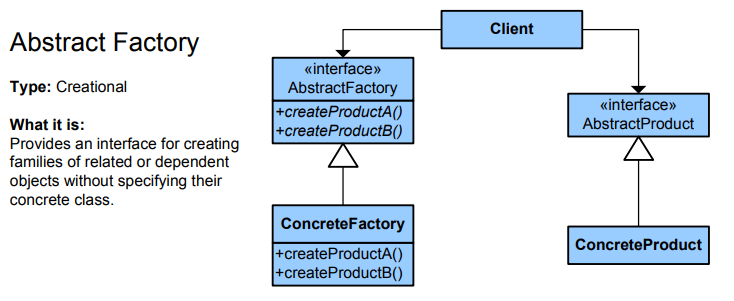 Abstract Factory
Type: Creational
What it is:
Provides an interface for creating
families of related or dependent
objects without specifying their
concrete class.
Client
«interface»
AbstractFactory
+createProductA()
+createProductB()
«interface»
AbstractProduct
ConcreteFactory
+createProductA()
+createProductB()
ConcreteProduct